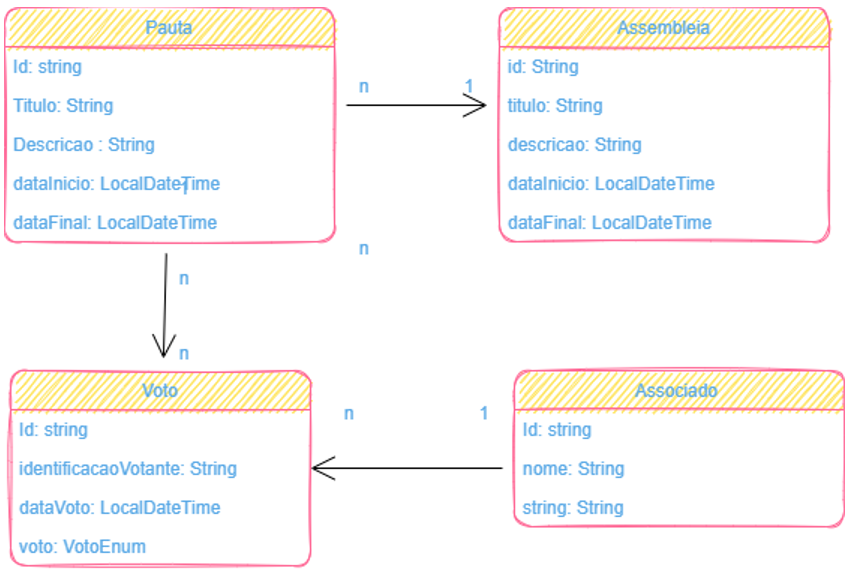 Pauta
Id: string
Titulo: String
Descricao : String
dataInicio: LocalDateTime
1
dataFinal: LocalDateTime
n
1
Assembleia
id: String
titulo: String
descricao: String
dataInicio: LocalDateTime
dataFinal: LocalDateTime
n
n
n
Voto
Id: string
identificacaoVotante: String
dataVoto: LocalDateTime
voto: VotoEnum
n
1
Associado
Id: string
nome: String
string: String